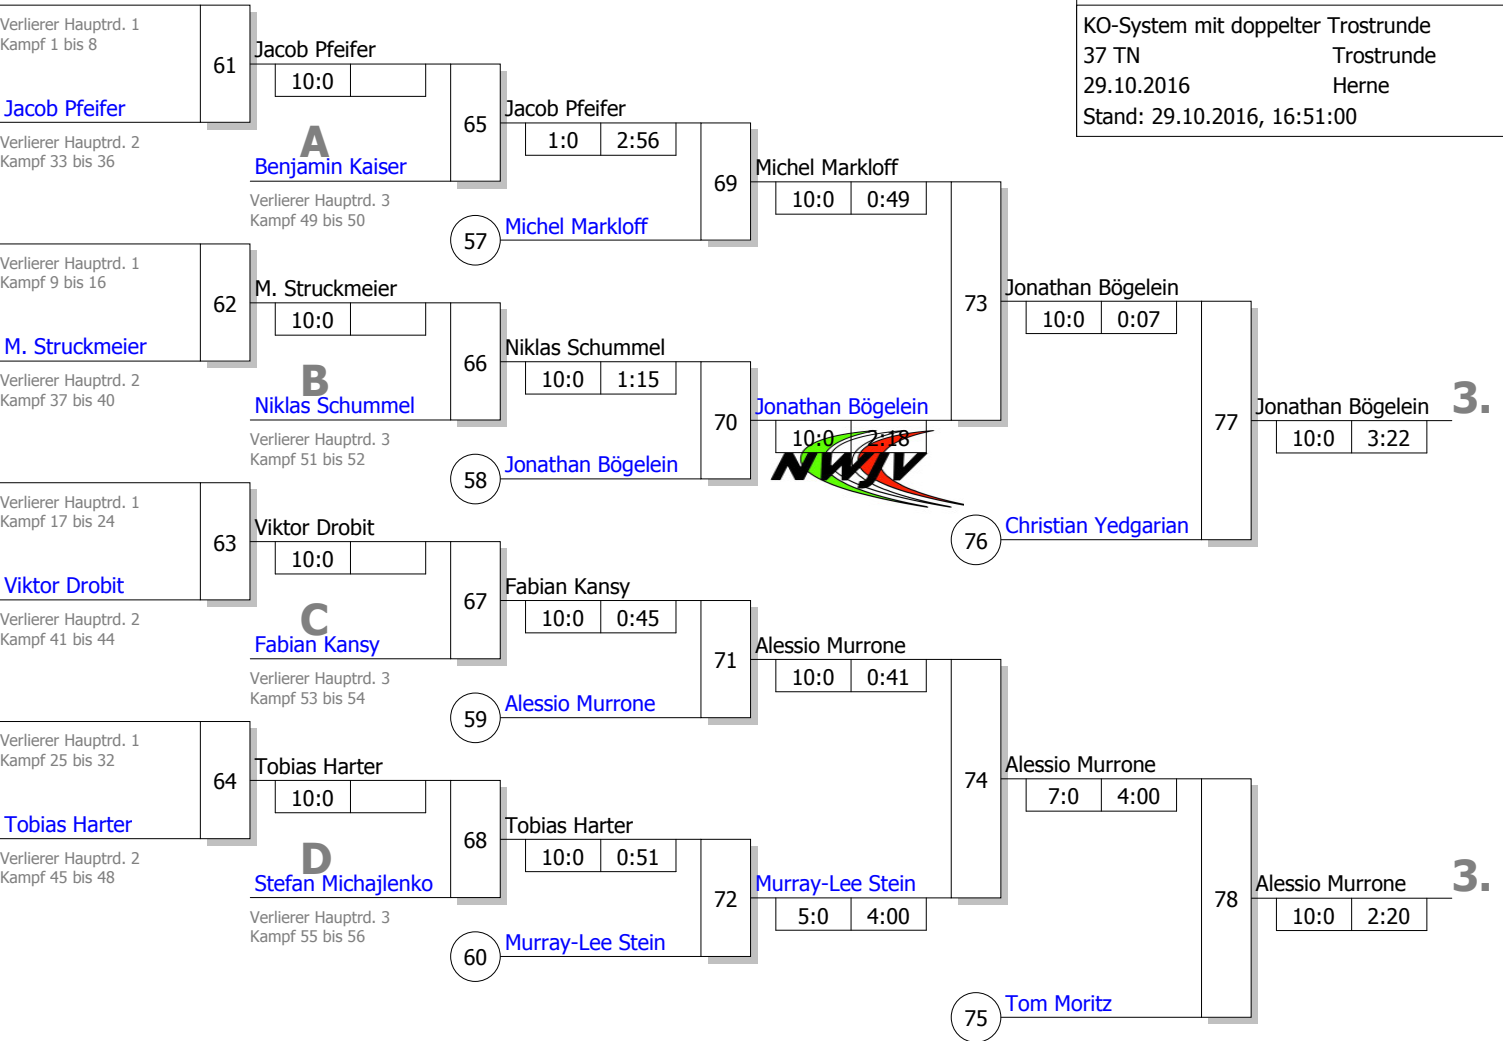 KO-System mit doppelter Trostrunde
37 TN Trostrunde
29.10.2016 Herne
Stand: 29.10.2016, 16:51:00
Verlierer Hauptrd. 1
Kampf 1 bis 8
61
Jacob Pfeifer
10:0
Jacob Pfeifer
Verlierer Hauptrd. 2
Kampf 33 bis 36
A
Benjamin Kaiser
Verlierer Hauptrd. 3
Kampf 49 bis 50
65
Jacob Pfeifer
1:0 2:56
57
Michel Markloff
69
Michel Markloff
10:0 0:49
Verlierer Hauptrd. 1
Kampf 9 bis 16
62
M. Struckmeier
10:0
M. Struckmeier
Verlierer Hauptrd. 2
Kampf 37 bis 40
B
Niklas Schummel
Verlierer Hauptrd. 3
Kampf 51 bis 52
66
Niklas Schummel
10:0 1:15
58
Jonathan Bögelein
70
Jonathan Bögelein
10:0 2:18
NWJV
73
Jonathan Bögelein
10:0 0:07
76
Christian Yedgarian
77
Jonathan Bögelein
10:0 3:22
3.
Verlierer Hauptrd. 1
Kampf 17 bis 24
63
Viktor Drobit
10:0
Viktor Drobit
Verlierer Hauptrd. 2
Kampf 41 bis 44
C
Fabian Kansy
Verlierer Hauptrd. 3
Kampf 53 bis 54
67
Fabian Kansy
10:0 0:45
59
Alessio Murrone
71
Alessio Murrone
10:0 0:41
Verlierer Hauptrd. 1
Kampf 25 bis 32
64
Tobias Harter
10:0
Tobias Harter
Verlierer Hauptrd. 2
Kampf 45 bis 48
D
Stefan Michajlenko
Verlierer Hauptrd. 3
Kampf 55 bis 56
68
Tobias Harter
10:0 0:51
60
Murray-Lee Stein
72
Murray-Lee Stein
5:0 4:00
74
Alessio Murrone
7:0 4:00
75
Tom Moritz
78
Alessio Murrone
10:0 2:20
3.